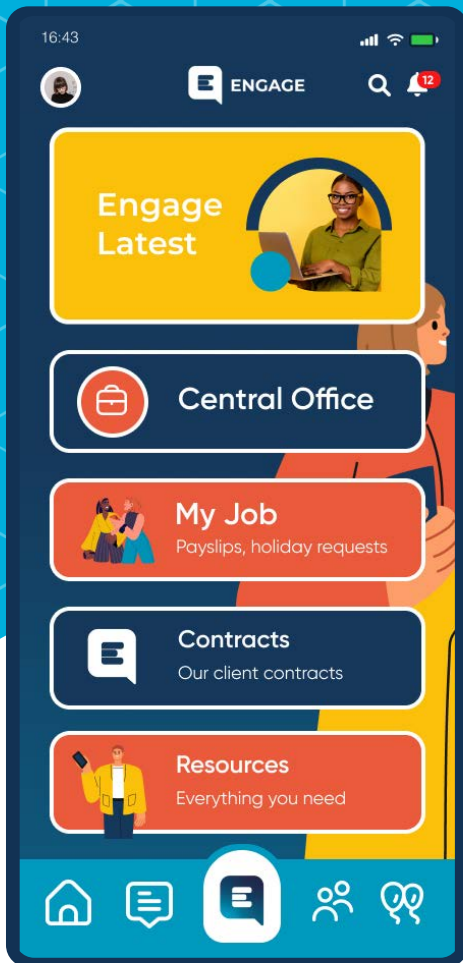 16:43
ENGAGE
12
Engage
Latest
Central Office
My Job
Payslips, holiday requests
Contracts
Our client contracts
Resources
Everything you need